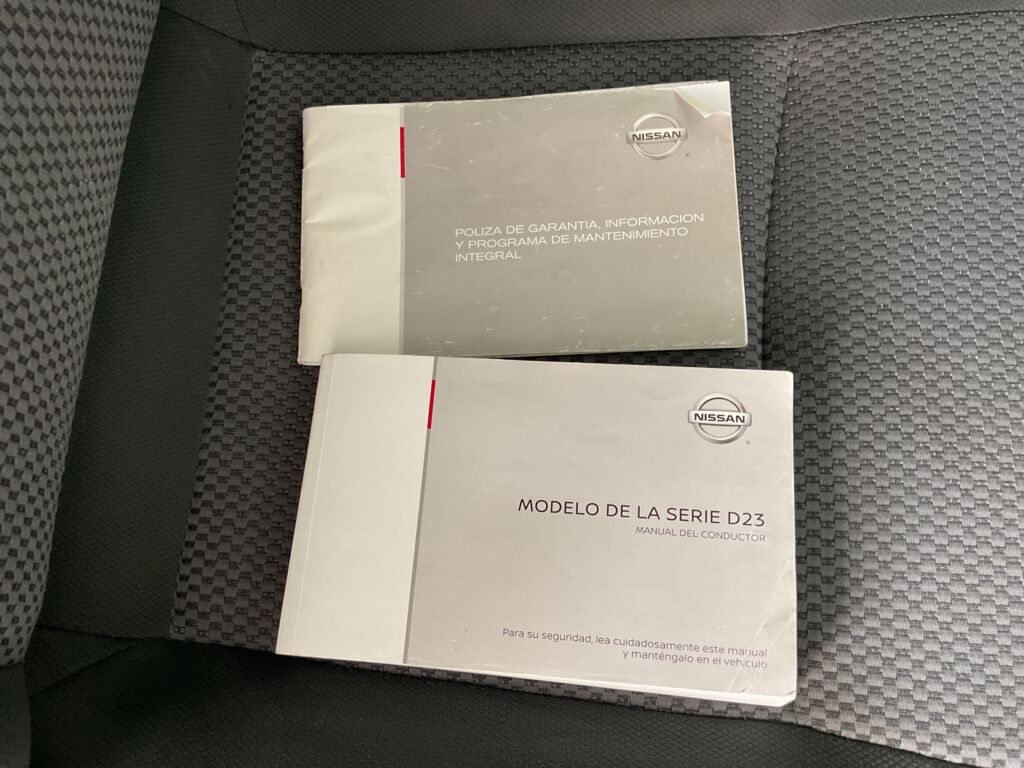 NISSAN
POLIZA DE GARANTIA, INFORMACION
Y PROGRAMA DE MANTENIMIENTO
INTEGRAL
NISSAN
MODELO DE LA SERIE D23
MANUAL DEL CONDUCTOR
Para su seguridad, lea cuidadosamente este manual
y manténgalo en el vehículo